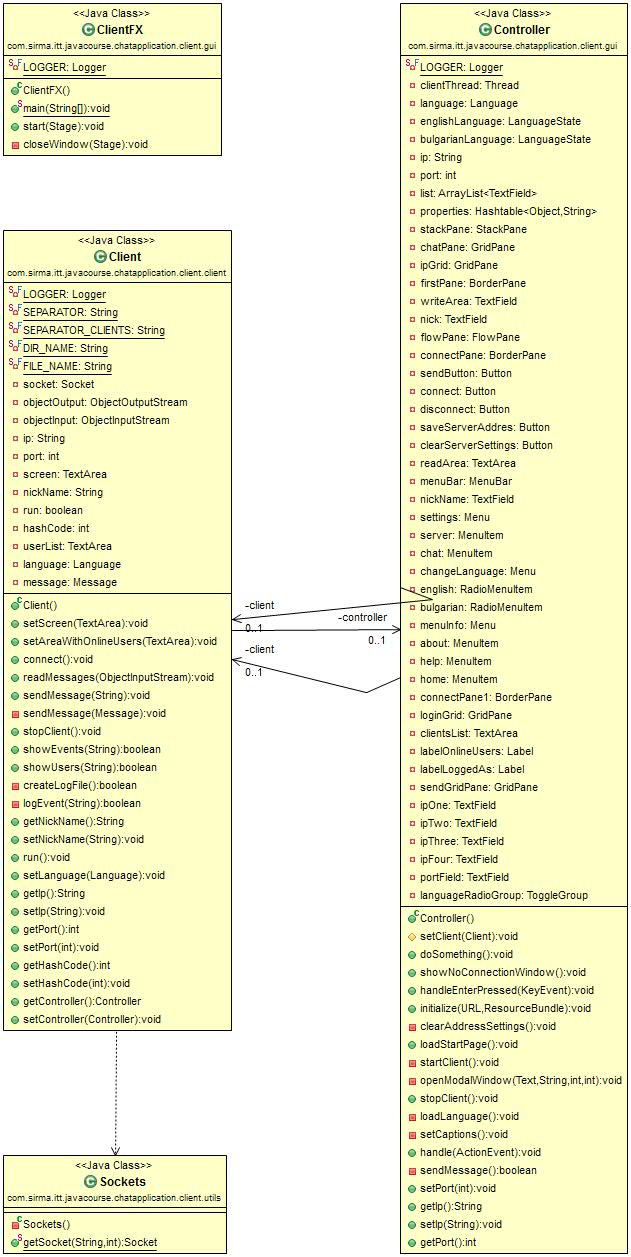 <<Java Class>>
ClientFX
com.sirma.itt.javacourse.chatapplication.client.gui
LOGGER: Logger
ClientFX()
main(String[]):void
start(Stage):void
closeWindow(Stage):void
<<Java Class>>
Client
com.sirma.itt.javacourse.chatapplication.client.client
LOGGER: Logger
SEPARATOR: String
SEPARATOR_CLIENTS: String
DIR_NAME: String
FILE_NAME: String
socket: Socket
objectOutput: ObjectOutputStream
objectInput: ObjectInputStream
ip: String
port: int
screen: TextArea
nickName: String
run: boolean
hashCode: int
userList: TextArea
language: Language
message: Message
Client()
setScreen(TextArea):void
setAreaWithOnlineUsers(TextArea):void
connect():void
readMessages(ObjectInputStream):void
sendMessage(String):void
sendMessage(Message):void
stopClient():void
showEvents(String):boolean
showUsers(String):boolean
createLogFile():boolean
logEvent(String):boolean
getNickName():String
setNickName(String):void
run():void
setLanguage(Language):void
getIp():String
setIp(String):void
getPort():int
setPort(int):void
getHashCode():int
setHashCode(int):void
getController():Controller
setController(Controller):void
-client
0..1
-controller
0..1
-client
0..1
<<Java Class>>
Sockets
com.sirma.itt.javacourse.chatapplication.client.utils
Sockets()
getSocket(String,int):Socket
<<Java Class>>
Controller
com.sirma.itt.javacourse.chatapplication.client.gui
LOGGER: Logger
clientThread: Thread
language: Language
englishLanguage: LanguageState
bulgarianLanguage: LanguageState
ip: String
port: int
list: ArrayList<TextField>
properties: Hashtable<Object,String>
stackPane: StackPane
chatPane: GridPane
ipGrid: GridPane
firstPane: BorderPane
writeArea: TextField
nick: TextField
flowPane: FlowPane
connectPane: BorderPane
sendButton: Button
connect: Button
disconnect: Button
saveServerAddres: Button
clearServerSettings: Button
readArea: TextArea
menuBar: MenuBar
nickName: TextField
settings: Menu
server: MenuItem
chat: MenuItem
changeLanguage: Menu
english: RadioMenuItem
bulgarian: RadioMenuItem
menuInfo: Menu
about: MenuItem
help: MenuItem
home: MenuItem
connectPane1: BorderPane
loginGrid: GridPane
clientsList: TextArea
labelOnlineUsers: Label
labelLoggedAs: Label
sendGridPane: GridPane
ipOne: TextField
ipTwo: TextField
ipThree: TextField
ipFour: TextField
portField: TextField
languageRadioGroup: ToggleGroup
Controller()
setClient(Client):void
doSomething():void
showNoConnectionWindow():void
handleEnterPressed(KeyEvent):void
initialize(URL,ResourceBundle):void
clearAddressSettings():void
loadStartPage():void
startClient():void
openModalWindow(Text,String,int,int):void
stopClient():void
loadLanguage():void
setCaptions():void
handle(ActionEvent):void
sendMessage():boolean
setPort(int):void
getIp():String
setIp(String):void
getPort():int